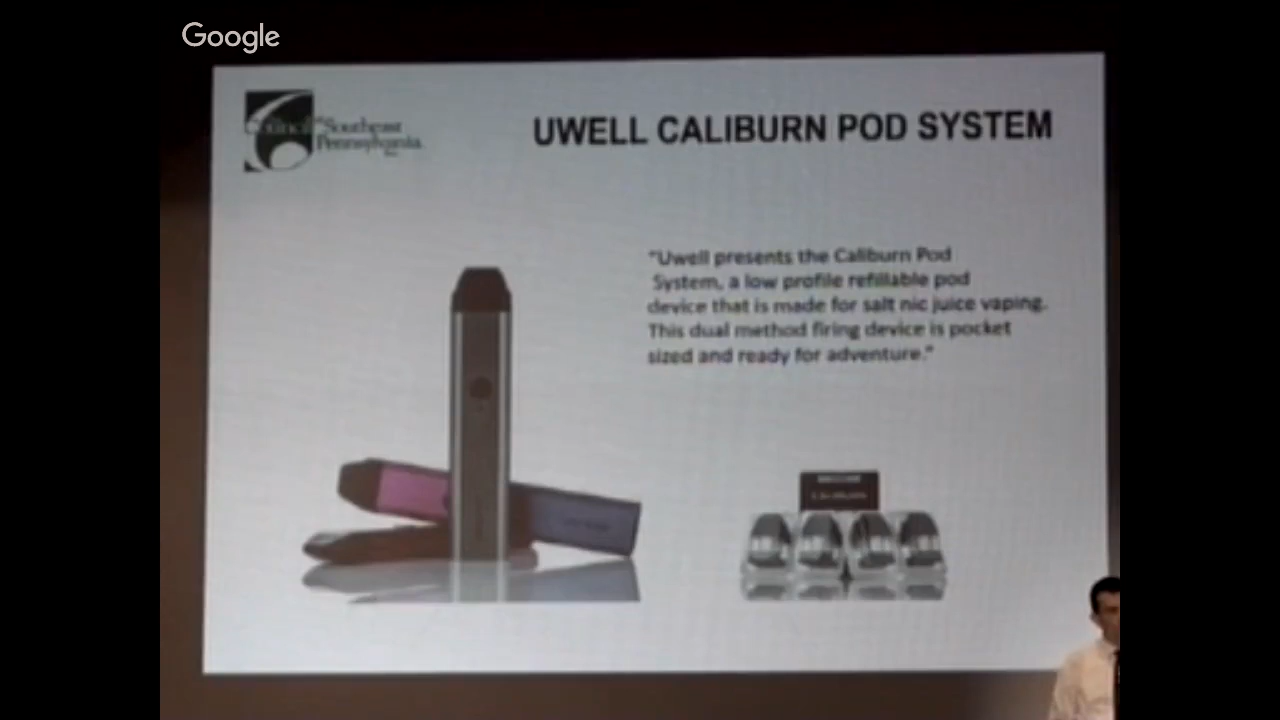 Google
Council of Southeast
Pennsylvania,
Inc.
UWELL CALIBURN POD SYSTEM
"Uwell presents the Caliburn Pod
System, a low profile refillable pod
device that is made for salt nic juice vaping.
This dual method firing device is pocket
sized and ready for adventure."